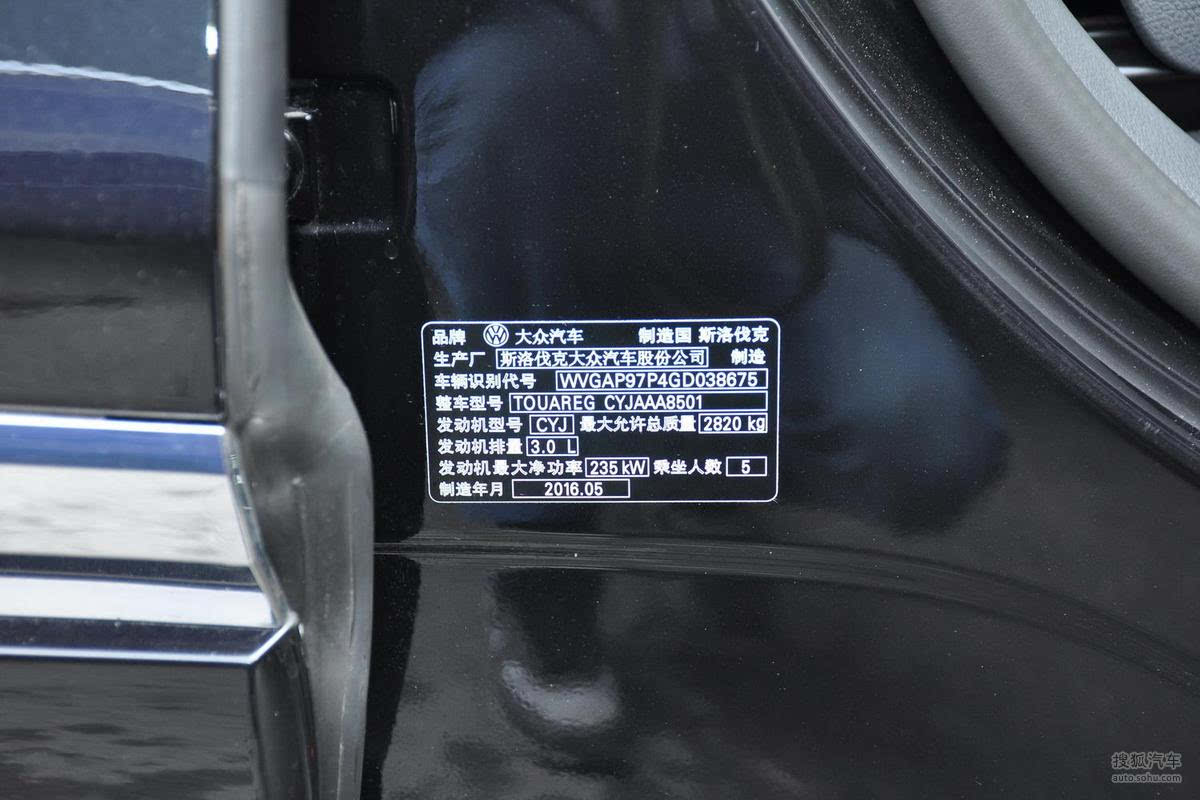 品牌 大众汽车 制造国 斯洛伐克
生产厂 斯洛伐克大众汽车股份公司 制造
车辆识别代号 WVGAP97P4GD038675
整车型号 TOUAREG CYJAAA8501
发动机型号 CYJ 最大允许总质量 2820 kg
发动机排量 3.0 L
发动机最大净功率 235 kW 乘坐人数 5
制造年月 2016.05
搜狐汽车
auto.sohu.com